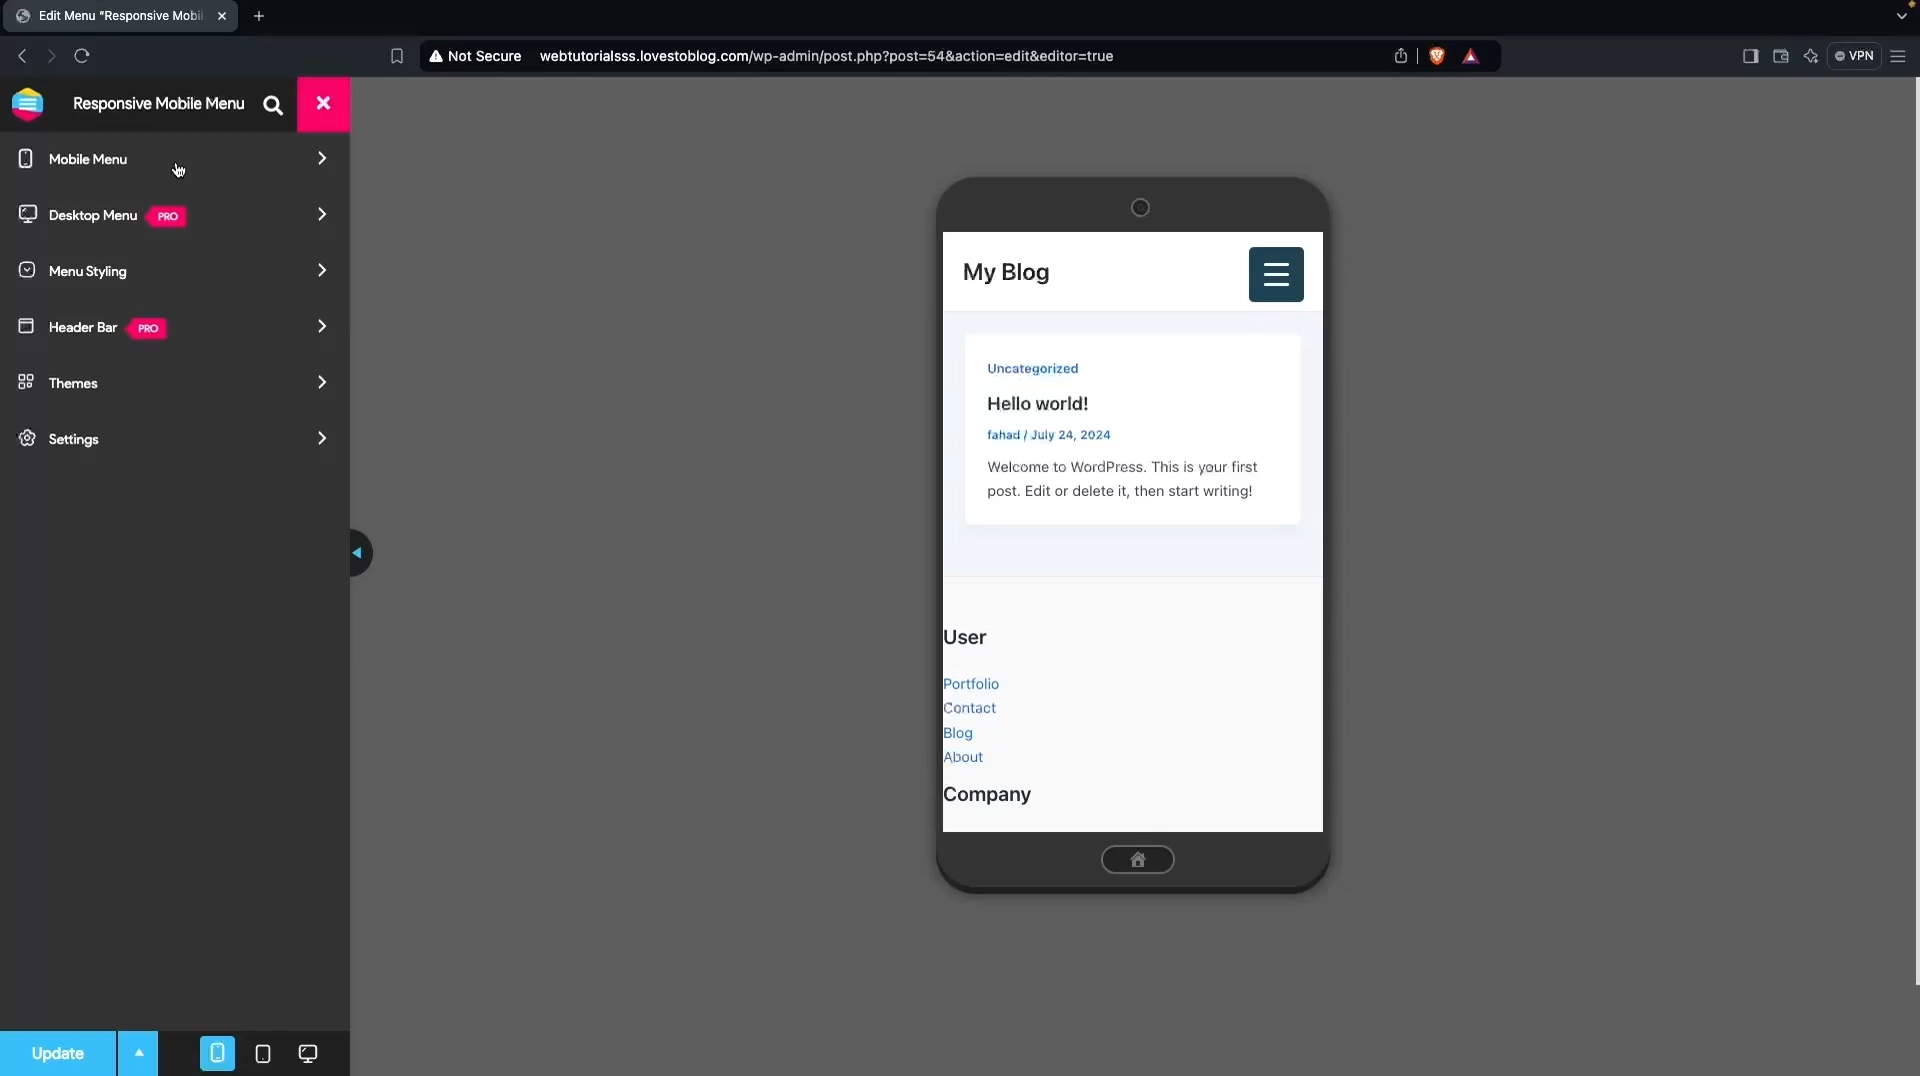 Edit Menu "Responsive Mobil
Not Secure webtutorialsss.lovestoblog.com/wp-admin/post.php?post=54&action=edit&editor=true
VPN
Responsive Mobile Menu
Mobile Menu
Desktop Menu PRO
Menu Styling
Header Bar PRO
Themes
Settings
Update
My Blog
Uncategorized
Hello world!
fahad / July 24, 2024
Welcome to WordPress. This is your first
post. Edit or delete it, then start writing!
User
Portfolio
Contact
Blog
About
Company